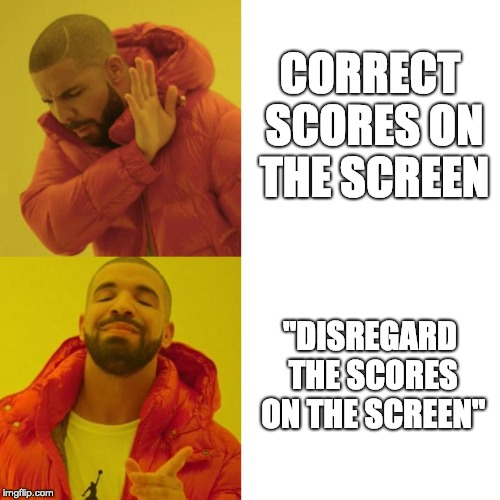 CORRECT
SCORES ON
THE SCREEN
"DISREGARD
THE SCORES
ON THE SCREEN"
imgflip.com